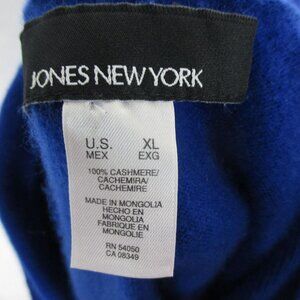 JONES NEW YORK
U.S. XL
MEX EXG
100% CASHMERE/
CACHEMIRA/
CACHEMIRE
MADE IN MONGOLIA
HECHO EN
MONGOLIA
FABRIQUE EN
MONGOLIE
RN 54050
CA 08349